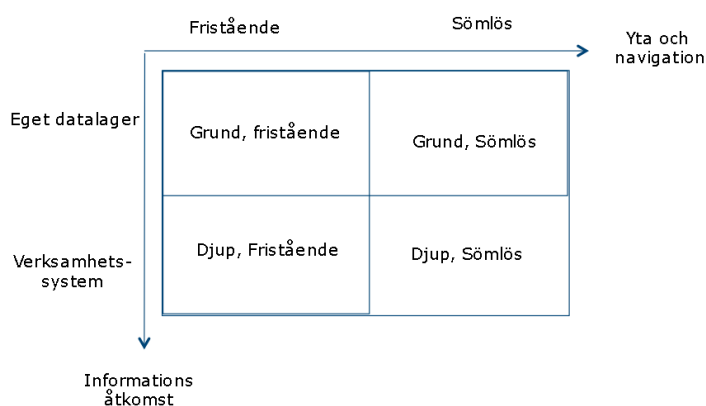 Fristående
Sömlös
Yta och
navigation
Eget datalager
Grund, fristående
Grund, Sömlös
Verksamhets-
system
Djup, Fristående
Djup, Sömlös
Informations
åtkomst